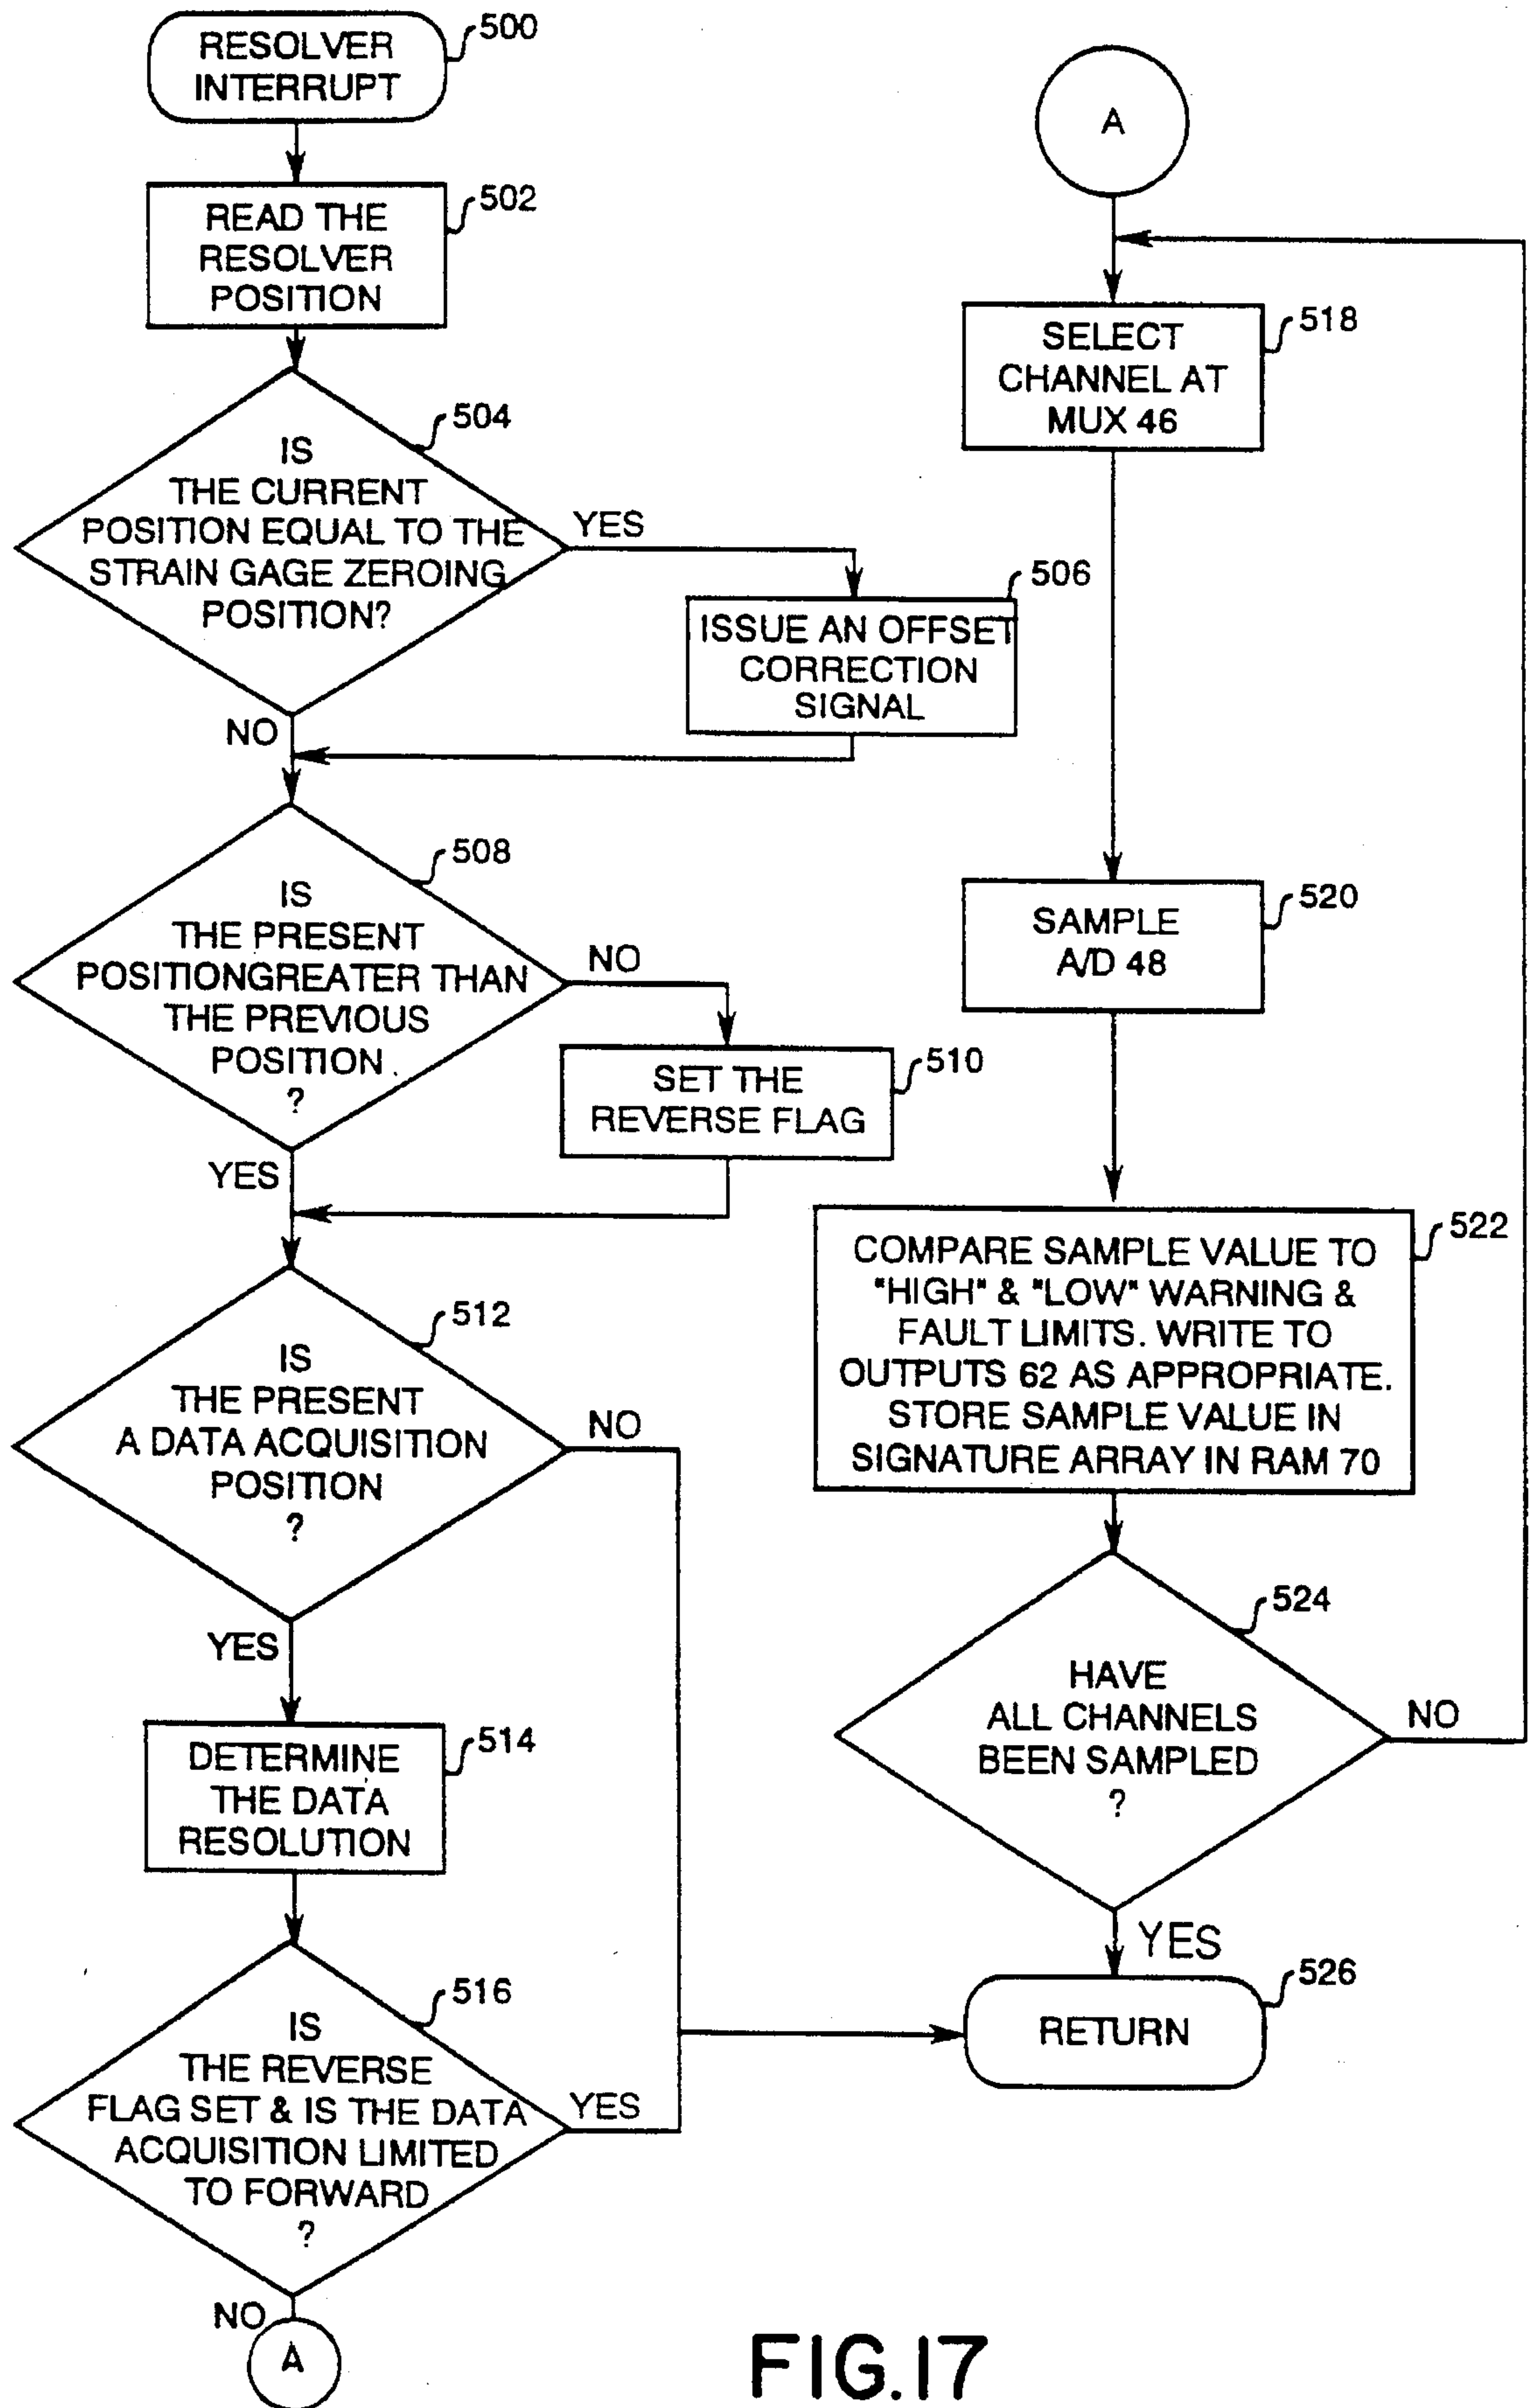 RESOLVER
INTERRUPT
500
READ THE
RESOLVER
POSITION
502
IS
THE CURRENT
POSITION EQUAL TO THE
STRAIN GAGE ZEROING
POSITION?
504
YES
NO
ISSUE AN OFFSET
CORRECTION
SIGNAL
506
IS
THE PRESENT
POSITIONGREATER THAN
THE PREVIOUS
POSITION
?
508
NO
YES
SET THE
REVERSE FLAG
510
IS
THE PRESENT
A DATA ACQUISITION
POSITION
?
512
NO
YES
DETERMINE
THE DATA
RESOLUTION
514
IS
THE REVERSE
FLAG SET & IS THE DATA
ACQUISITION LIMITED
TO FORWARD
?
516
YES
NO
A
A
SELECT
CHANNEL AT
MUX 46
518
SAMPLE
A/D 48
520
COMPARE SAMPLE VALUE TO
"HIGH" & "LOW" WARNING &
FAULT LIMITS. WRITE TO
OUTPUTS 62 AS APPROPRIATE.
STORE SAMPLE VALUE IN
SIGNATURE ARRAY IN RAM 70
522
HAVE
ALL CHANNELS
BEEN SAMPLED
?
524
NO
YES
RETURN
526
FIG.17